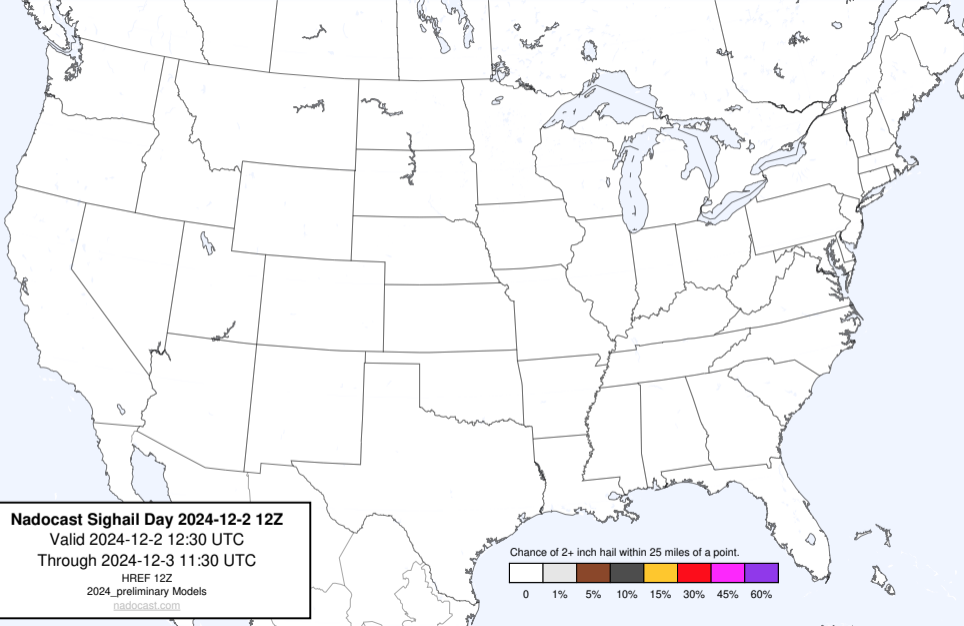 Nadocast Sighail Day 2024-12-2 12Z
Valid 2024-12-2 12:30 UTC
Through 2024-12-3 11:30 UTC
HREF 12Z
2024_preliminary Models
nadocast.com
Chance of 2+ inch hail within 25 miles of a point.
0 1% 5% 10% 15% 30% 45% 60%